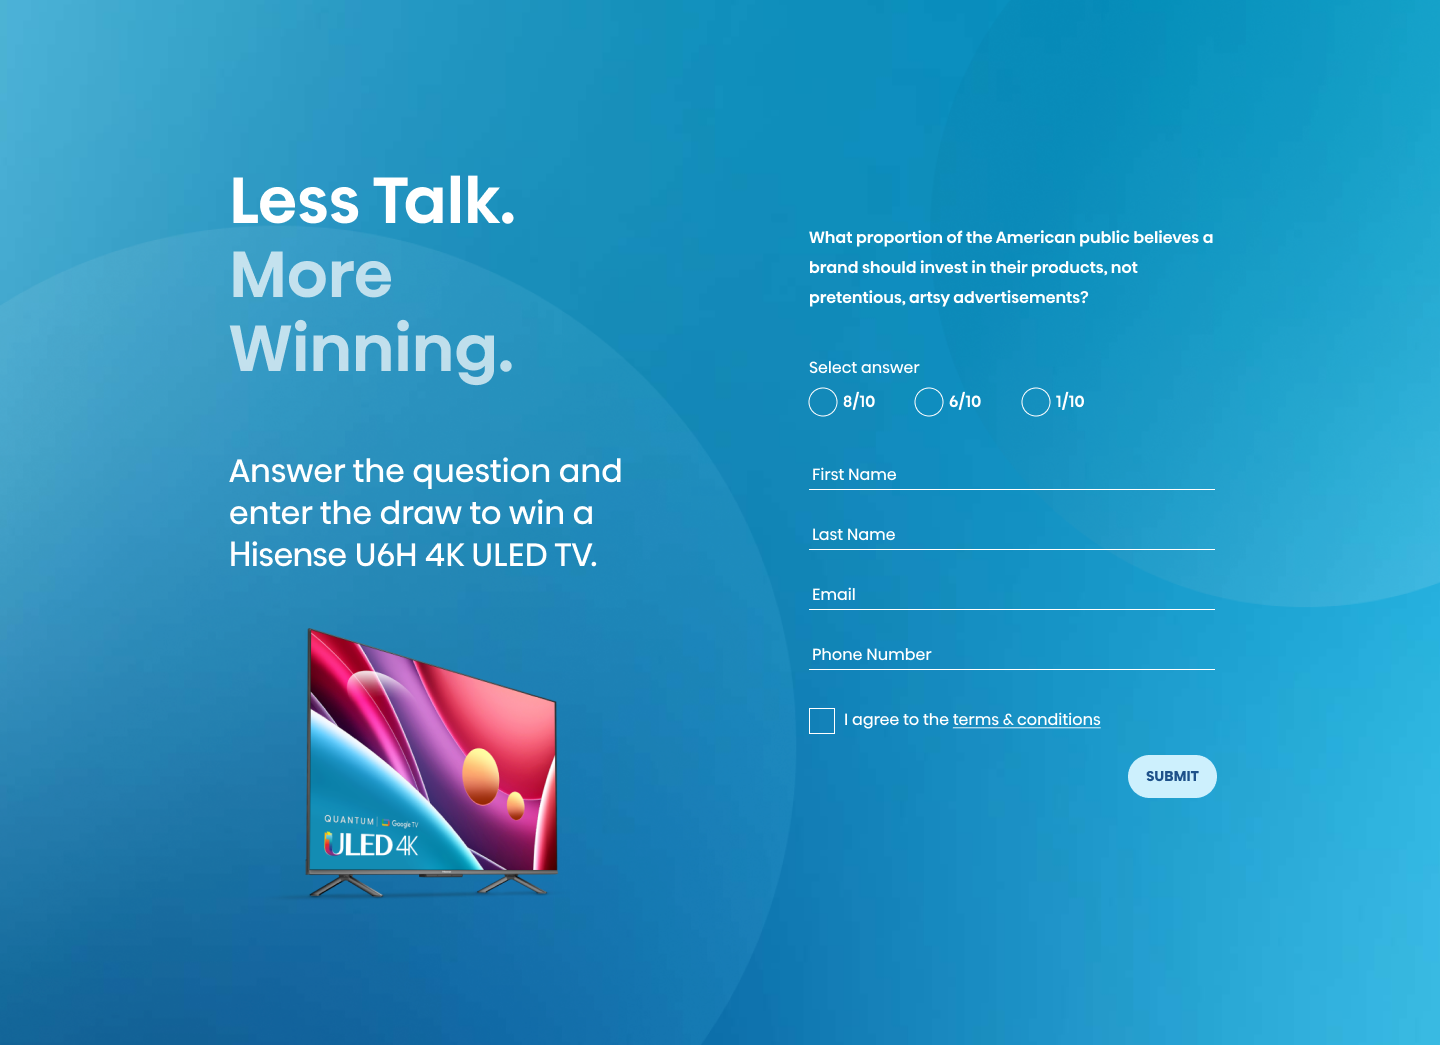 Less Talk.
More
Winning.
Answer the question and
enter the draw to win a
Hisense U6H 4K ULED TV.
QUANTUM | Google TV
ULED 4K
What proportion of the American public believes a
brand should invest in their products, not
pretentious, artsy advertisements?
Select answer
8/10 6/10 1/10
First Name
Last Name
Email
Phone Number
I agree to the terms & conditions
SUBMIT